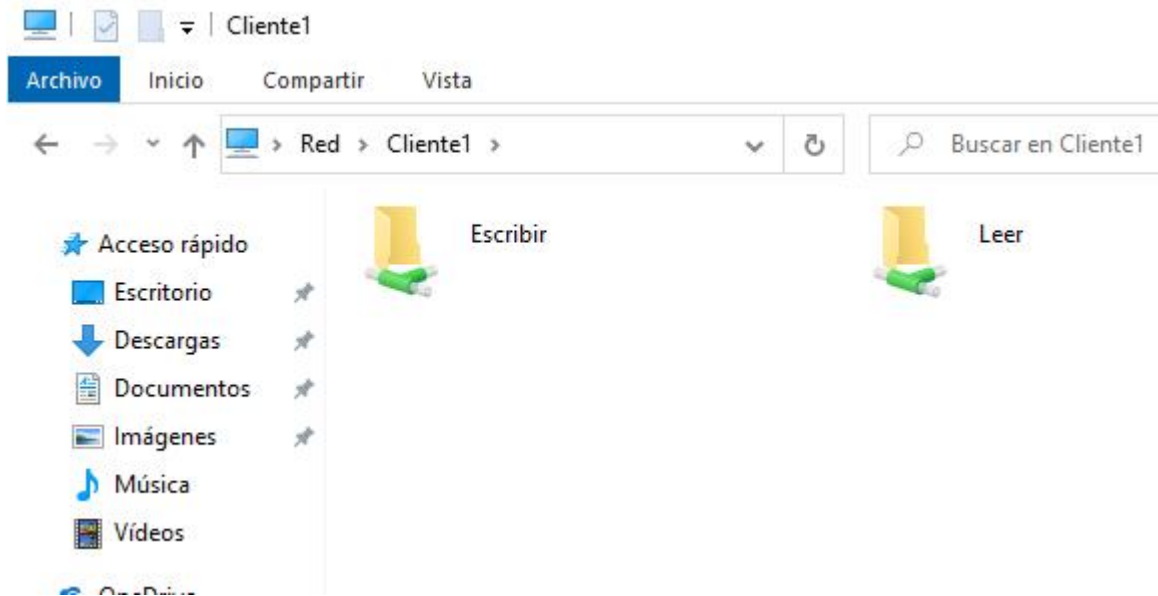 Cliente1
Archivo Inicio Compartir Vista
Red Cliente1 Buscar en Cliente1
Acceso rápido
Escritorio
Descargas
Documentos
Imágenes
Música
Vídeos
OneDrive
Escribir
Leer